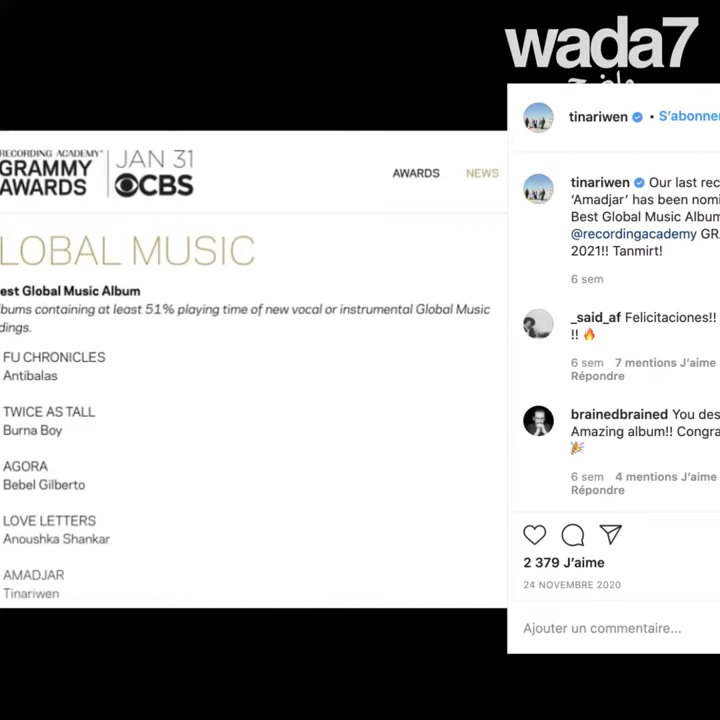 wada7
RECORDING ACADEMY
GRAMMY
AWARDS
JAN 31
CBS
AWARDS
NEWS
LOBAL MUSIC
est Global Music Album
bums containing at least 51% playing time of new vocal or instrumental Global Music
dings.
FU CHRONICLES
Antibalas
TWICE AS TALL
Burna Boy
AGORA
Bebel Gilberto
LOVE LETTERS
Anoushka Shankar
AMADJAR
Tinariwen
tinariwen • S'abonner
tinariwen Our last rec
'Amadjar' has been nomi
Best Global Music Album
@recordingacademy GR
2021!! Tanmirt!
6 sem
_said_af Felicitaciones!!
!! 🔥
6 sem 7 mentions J'aime
Répondre
brainedbrained You des
Amazing album!! Congra
🎉
6 sem 4 mentions J'aime
Répondre
2 379 J'aime
24 NOVEMBRE 2020
Ajouter un commentaire...